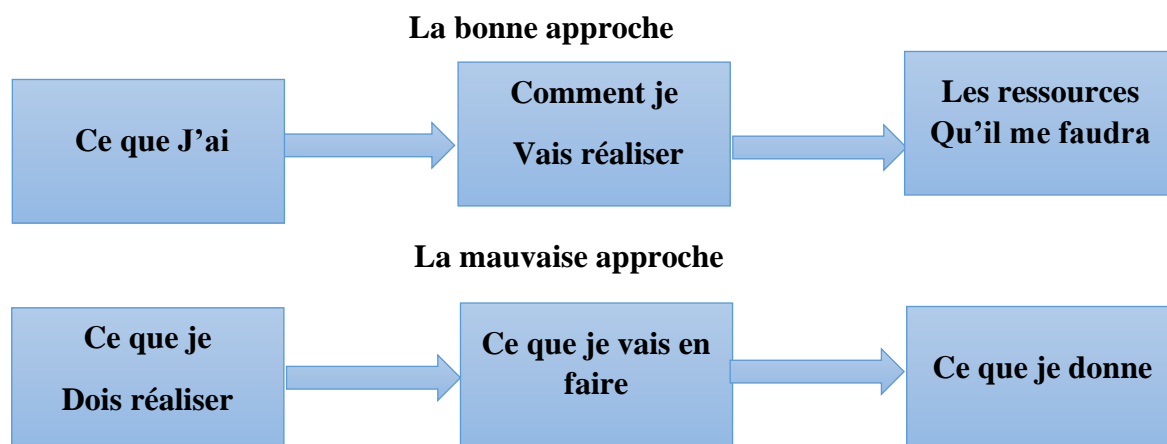 La bonne approche
Ce que J’ai
Comment je
Vais réaliser
Les ressources
Qu’il me faudra
La mauvaise approche
Ce que je
Dois réaliser
Ce que je vais en
faire
Ce que je donne